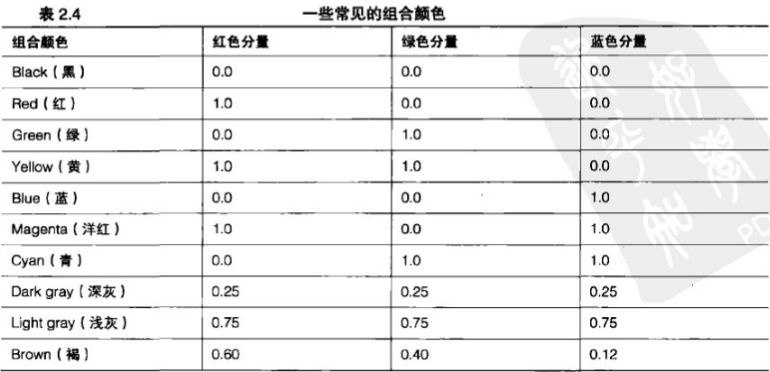 表 2.4 一些常见的组合颜色
组合颜色 红色分量 绿色分量 蓝色分量
Black（黑） 0.0 0.0 0.0
Red（红） 1.0 0.0 0.0
Green（绿） 0.0 1.0 0.0
Yellow（黄） 1.0 1.0 0.0
Blue（蓝） 0.0 0.0 1.0
Magenta（洋红） 1.0 0.0 1.0
Cyan（青） 0.0 1.0 1.0
Dark gray（深灰） 0.25 0.25 0.25
Light gray（浅灰） 0.75 0.75 0.75
Brown（褐） 0.60 0.40 0.12
PD